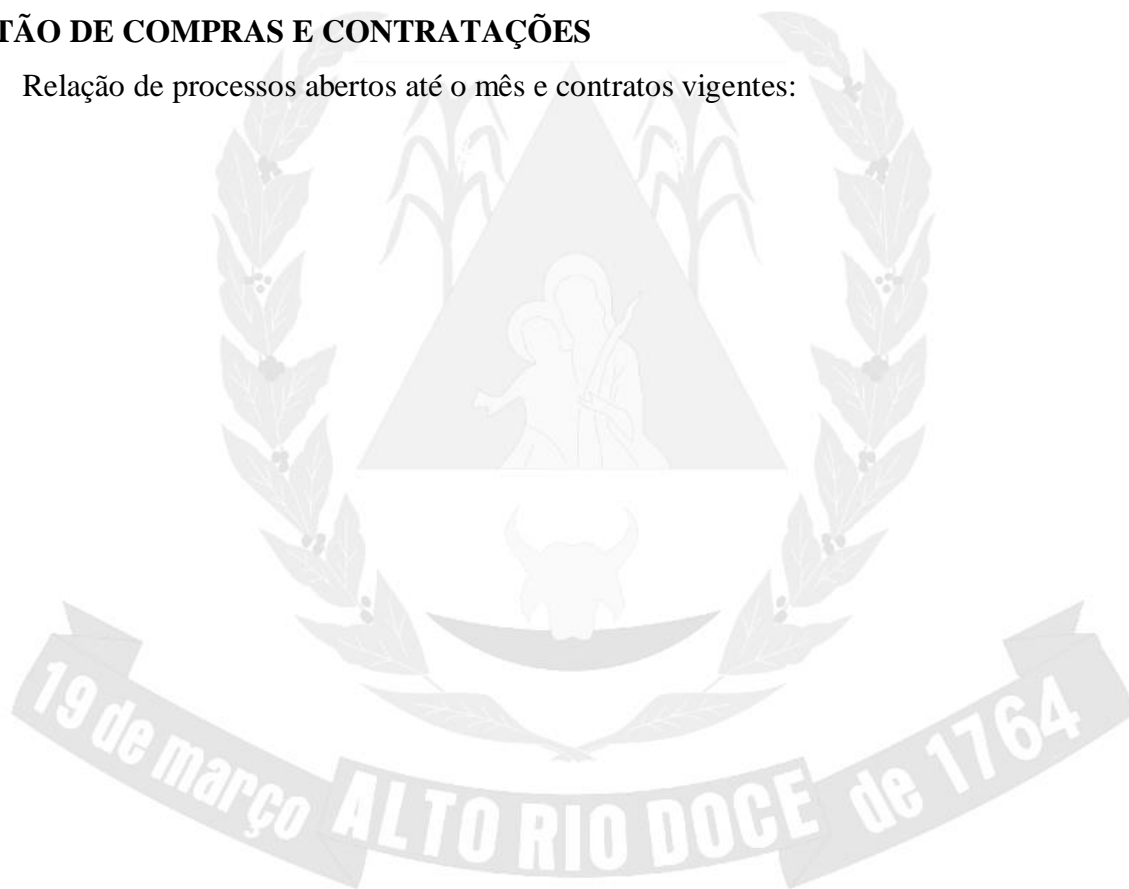 TÃO DE COMPRAS E CONTRATAÇÕES
Relação de processos abertos até o mês e contratos vigentes:
19 de março ALTO RIO DOCE de 1764